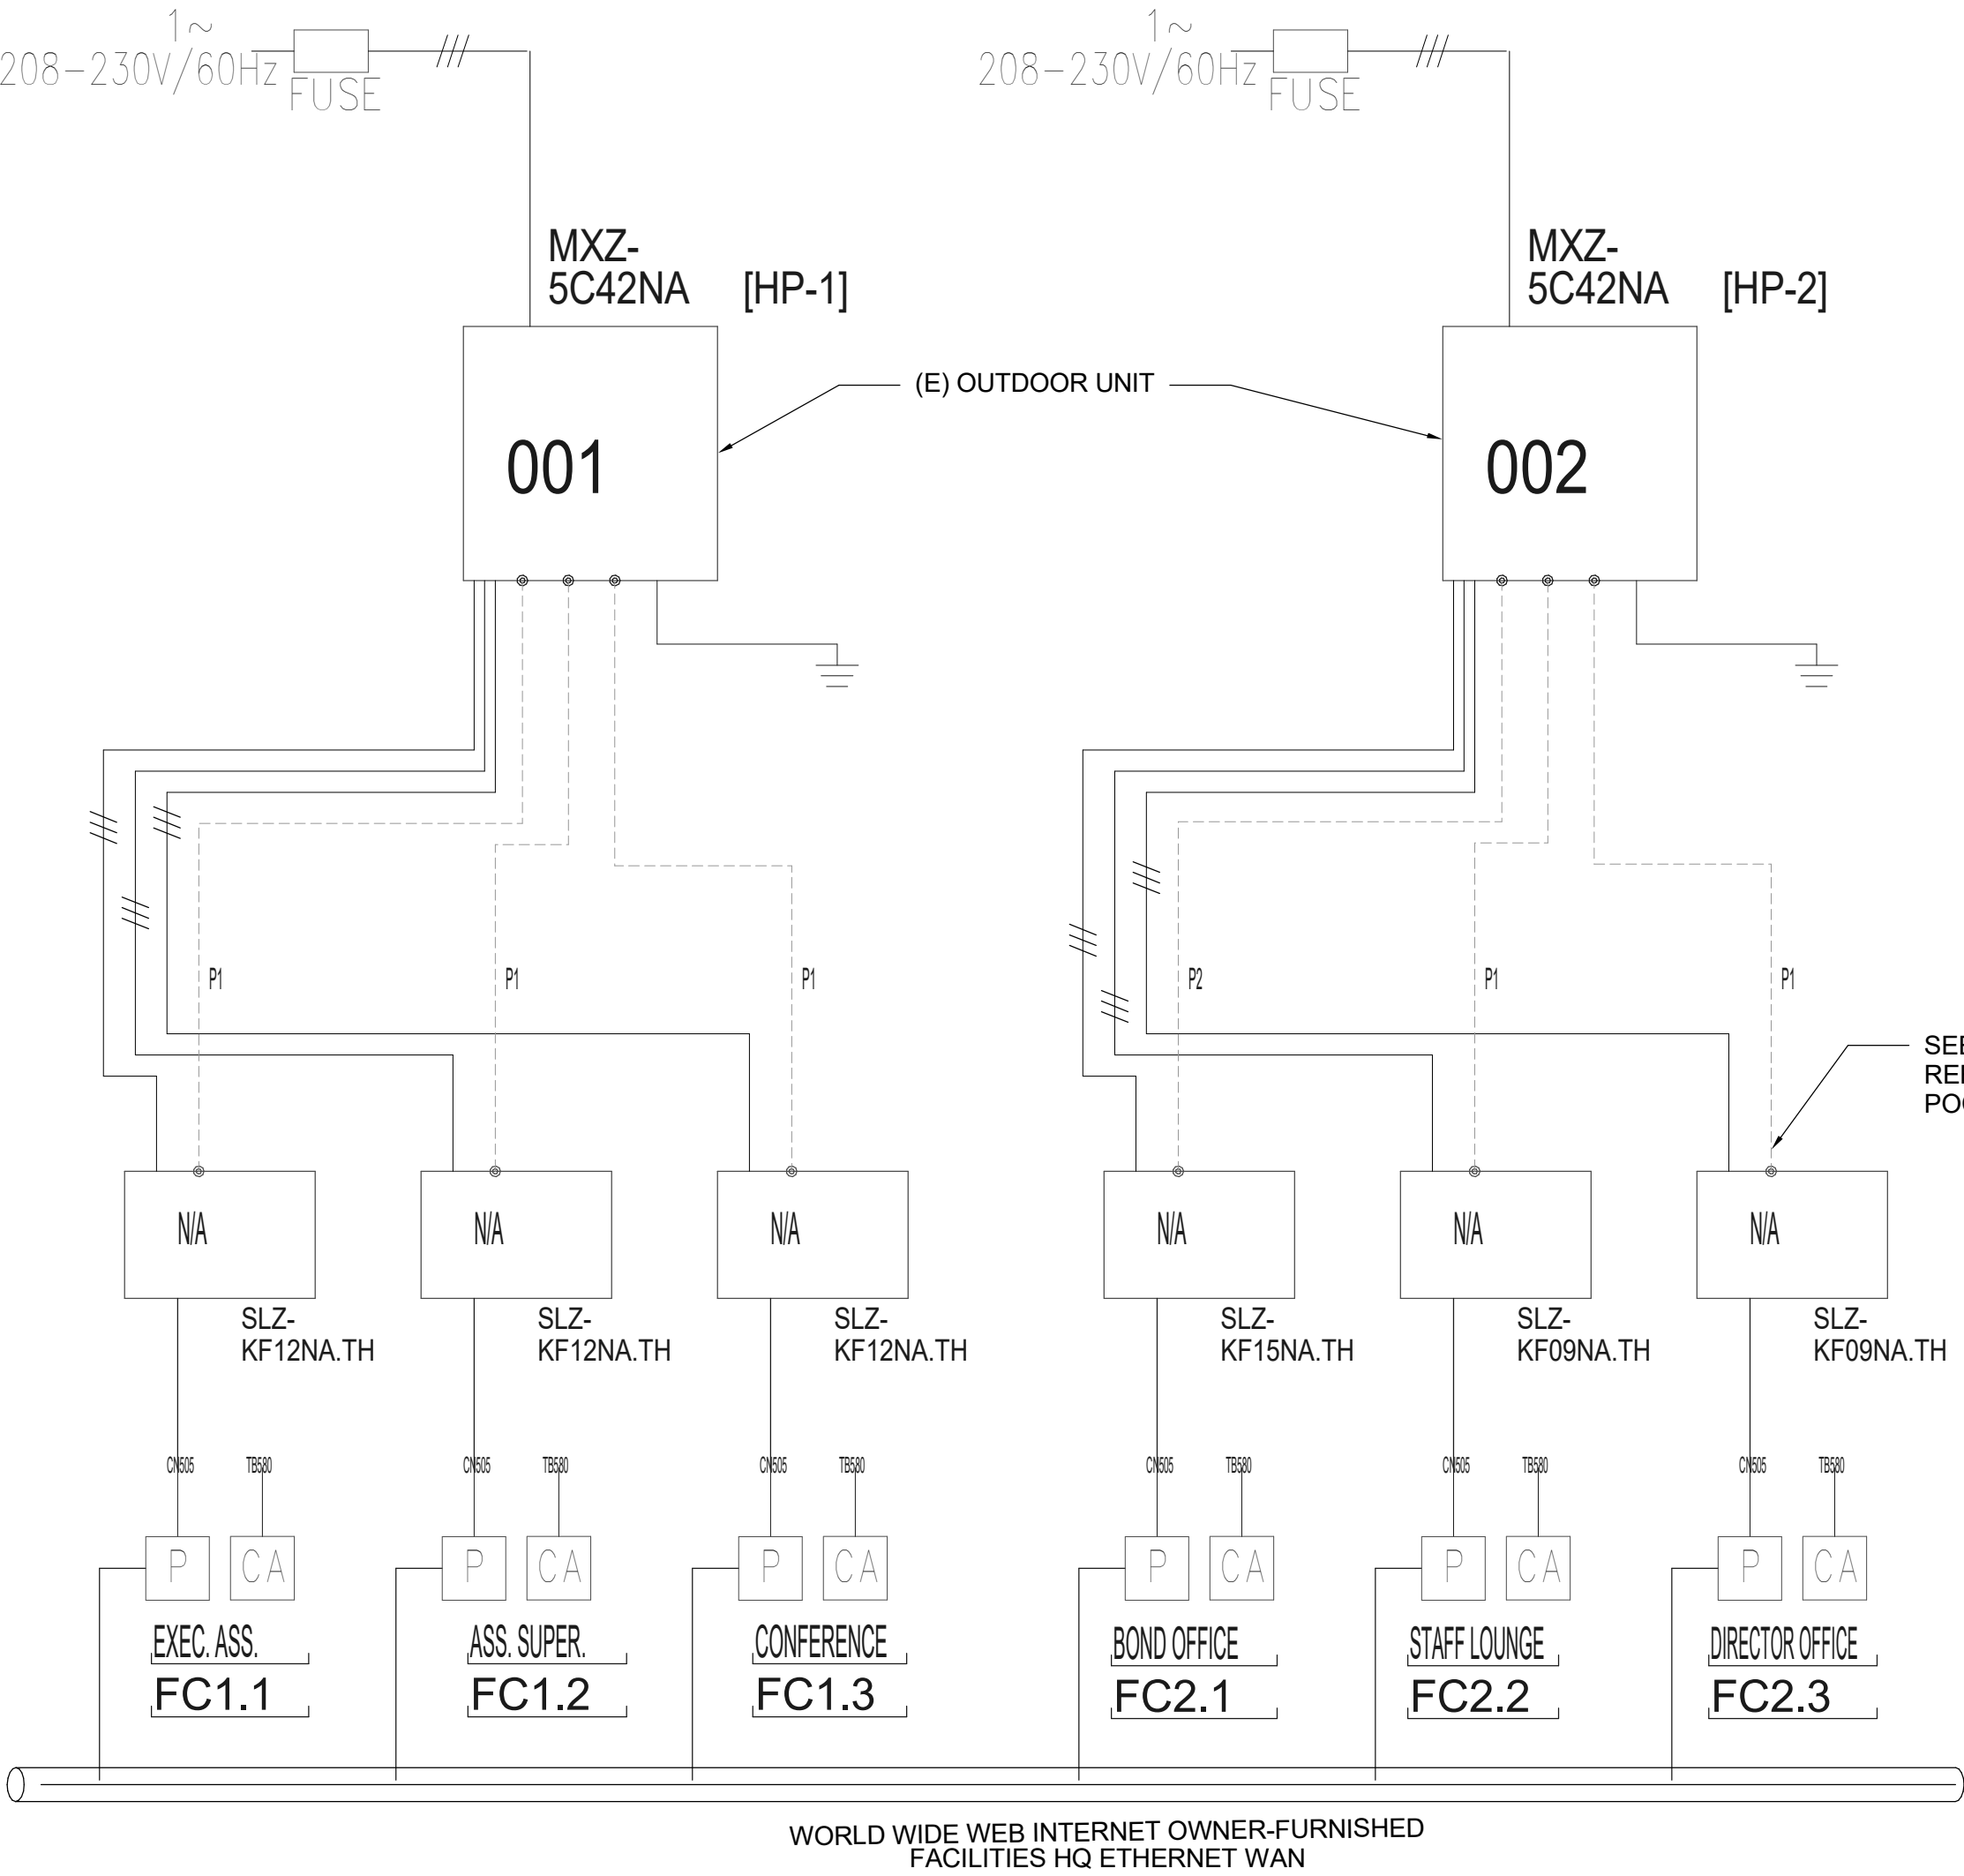 1~
208-230V/60Hz
FUSE
1~
208-230V/60Hz
FUSE
MXZ-
5C42NA [HP-1]
MXZ-
5C42NA [HP-2]
(E) OUTDOOR UNIT
001
002
P1
P1
P1
P2
P1
P1
N/A
N/A
N/A
N/A
N/A
N/A
SLZ-
KF12NA.TH
SLZ-
KF12NA.TH
SLZ-
KF12NA.TH
SLZ-
KF15NA.TH
SLZ-
KF09NA.TH
SLZ-
KF09NA.TH
CN505 TB580
CN505 TB580
CN505 TB580
CN505 TB580
CN505 TB580
CN505 TB580
P CA
P CA
P CA
P CA
P CA
P CA
EXEC. ASS.
FC1.1
ASS. SUPER.
FC1.2
CONFERENCE
FC1.3
BOND OFFICE
FC2.1
STAFF LOUNGE
FC2.2
DIRECTOR OFFICE
FC2.3
WORLD WIDE WEB INTERNET OWNER-FURNISHED
FACILITIES HQ ETHERNET WAN